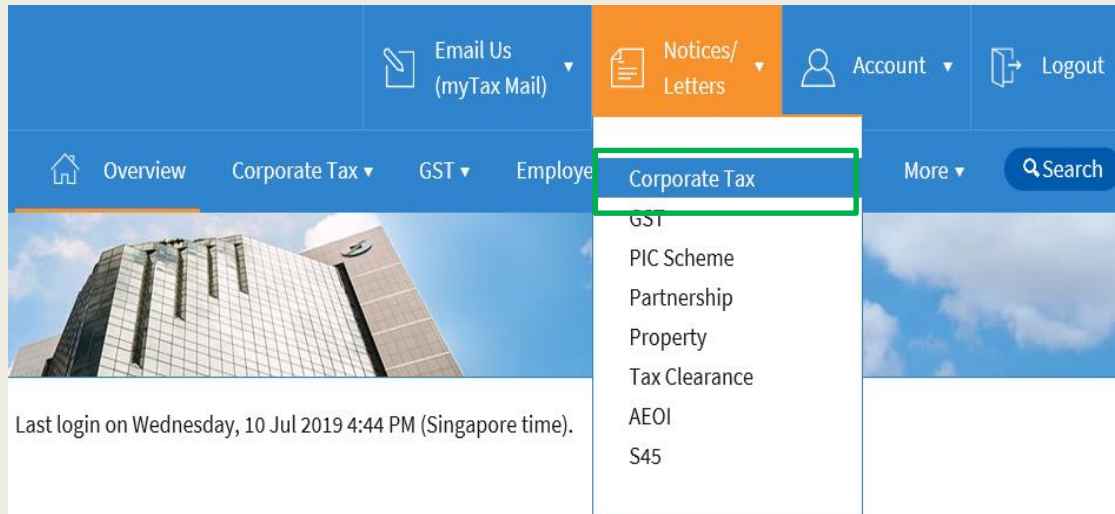 Email Us
(myTax Mail)
Notices/
Letters
Account
Logout
Overview
Corporate Tax
GST
Employe
More
Search
Corporate Tax
GST
PIC Scheme
Partnership
Property
Tax Clearance
AEOI
S45
Last login on Wednesday, 10 Jul 2019 4:44 PM (Singapore time).